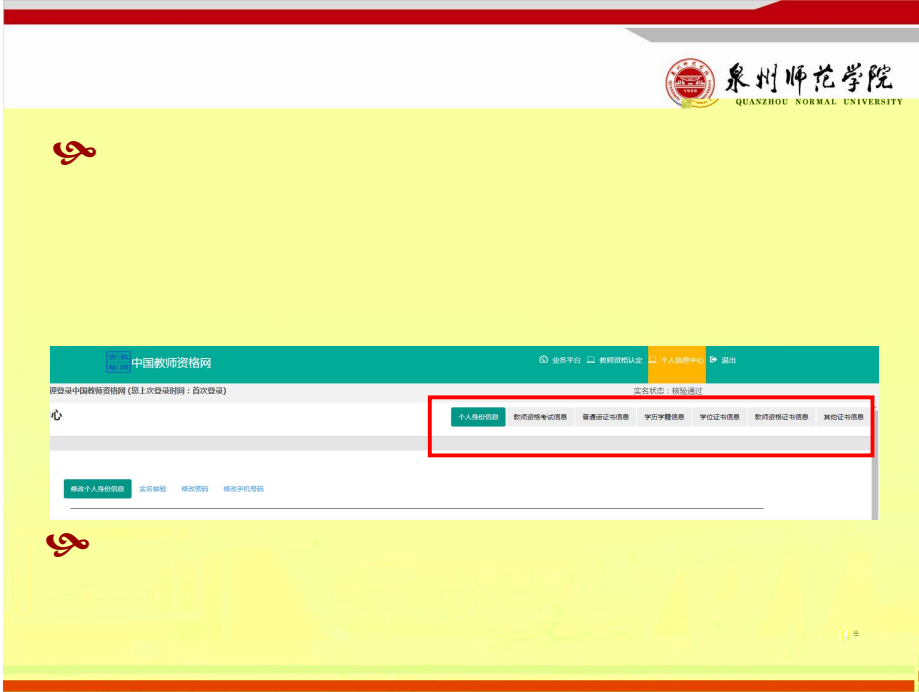 泉州师范学院
QUANZHOU NORMAL UNIVERSITY
中国教师资格网
业务平台 教师资格认定 个人信息中心 退出
迎登录中国教师资格网 (您上次登录时间：首次登录)
实名状态：核验通过
心
个人身份信息 教师资格考试信息 普通话证书信息 学历学籍信息 学位证书信息 教师资格证书信息 其他证书信息
修改个人身份信息 实名核验 修改密码 修改手机号码